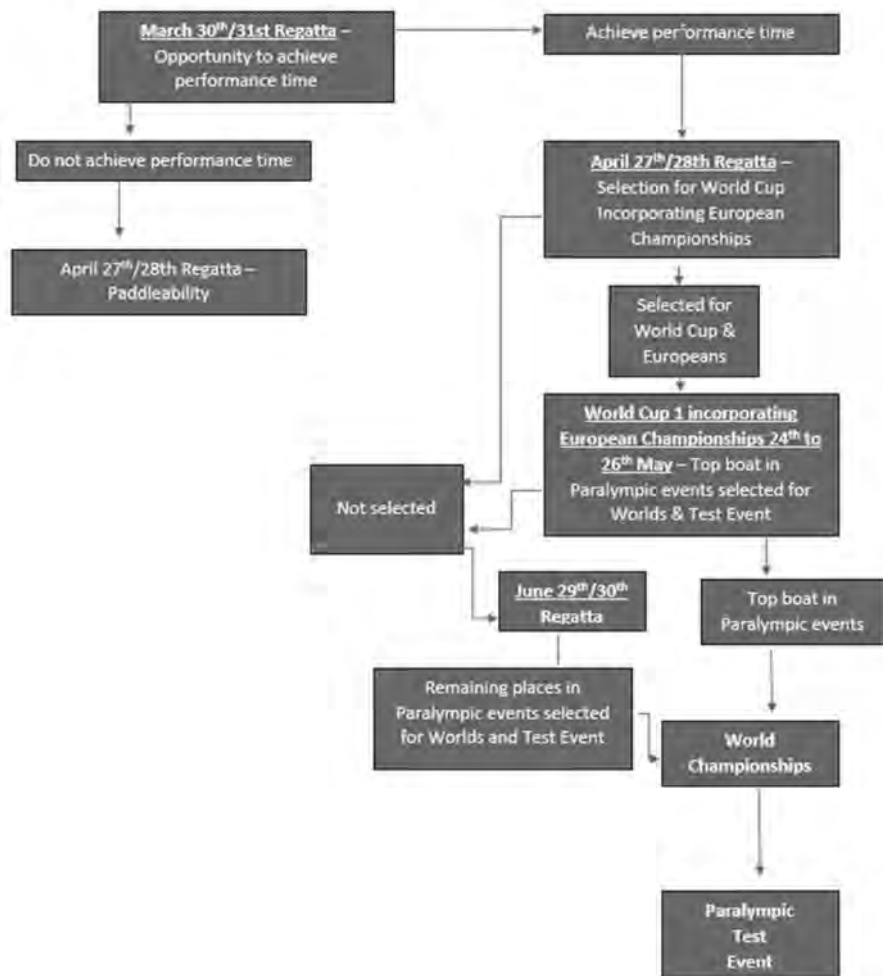 March 30th/31st Regatta –
Opportunity to achieve
performance time
Achieve performance time
Do not achieve performance time
April 27th/28th Regatta –
Paddleability
April 27th/28th Regatta –
Selection for World Cup
Incorporating European
Championships
Selected for
World Cup &
Europeans
World Cup 1 incorporating
European Championships 24th to
26th May – Top boat in
Paralympic events selected for
Worlds & Test Event
Not selected
June 29th/30th
Regatta
Top boat in
Paralympic events
Remaining places in
Paralympic events selected
for Worlds and Test Event
World
Championships
Paralympic
Test
Event